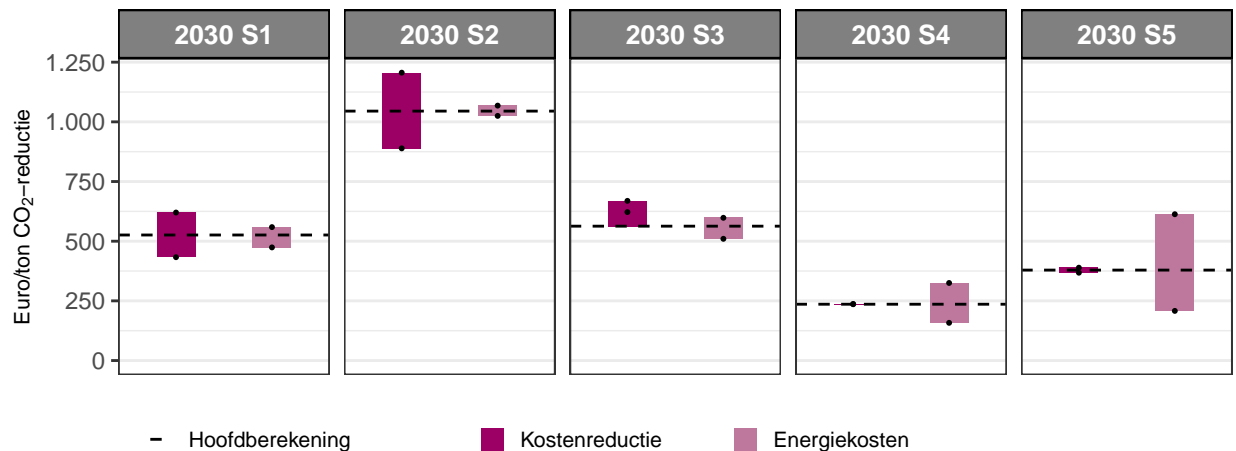 2030 S1
2030 S2
2030 S3
2030 S4
2030 S5
Euro/ton CO₂−reductie
1.250
1.000
750
500
250
0
Hoofdberekening
Kostenreductie
Energiekosten